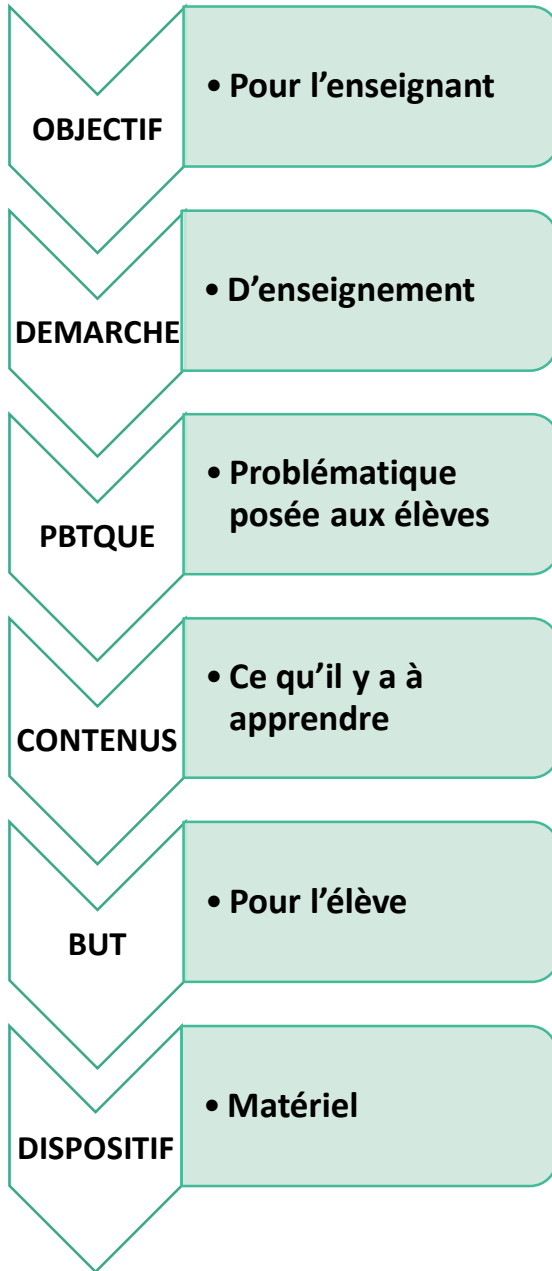 • Pour l’enseignant
OBJECTIF
• D’enseignement
DEMARCHE
• Problématique
posée aux élèves
PBTQUE
• Ce qu’il y a à
apprendre
CONTENUS
• Pour l’élève
BUT
• Matériel
DISPOSITIF